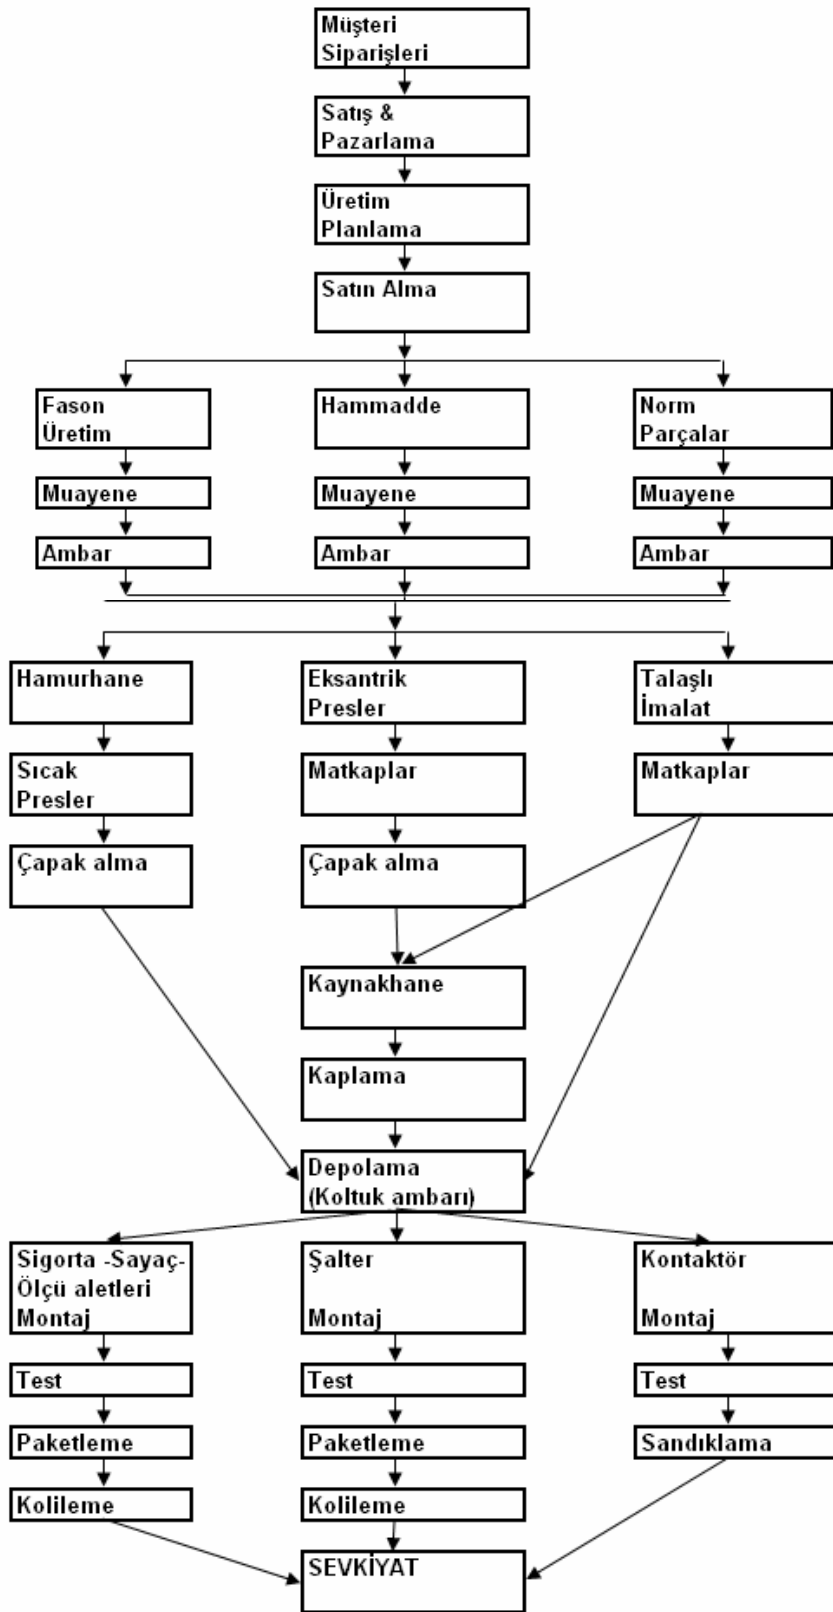 Müşteri
Siparişleri
Satış &
Pazarlama
Üretim
Planlama
Satın Alma
Fason
Üretim
Hammadde
Norm
Parçalar
Muayene
Muayene
Muayene
Ambar
Ambar
Ambar
Hamurhane
Eksantrik
Presler
Talaşlı
İmalat
Sıcak
Presler
Matkaplar
Matkaplar
Çapak alma
Çapak alma
Kaynakhane
Kaplama
Depolama
(Koltuk ambarı)
Sigorta -Sayaç-
Ölçü aletleri
Montaj
Şalter
Montaj
Kontaktör
Montaj
Test
Test
Test
Paketleme
Paketleme
Sandıklama
Kolileme
Kolileme
SEVKİYAT